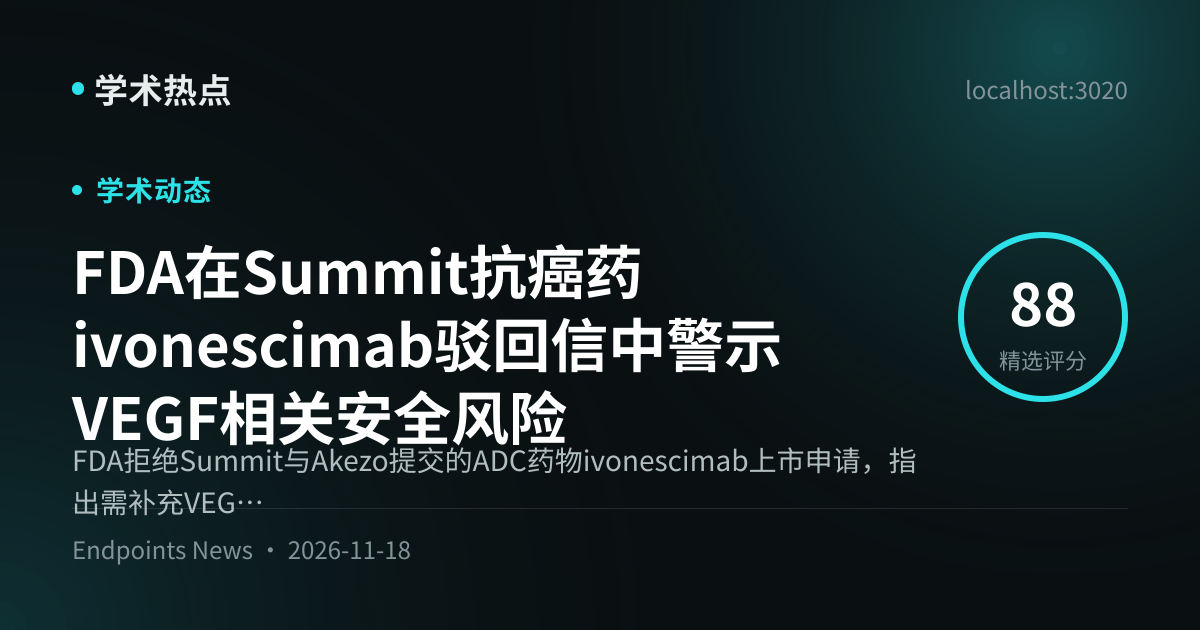 学术热点
localhost:3020
学术动态
FDA在Summit抗癌药
ivonescimab驳回信中警示
VEGF相关安全风险
88
精选评分
FDA拒绝Summit与Akezo提交的ADC药物ivonescimab上市申请，指
出需补充VEG…
Endpoints News · 2026-11-18